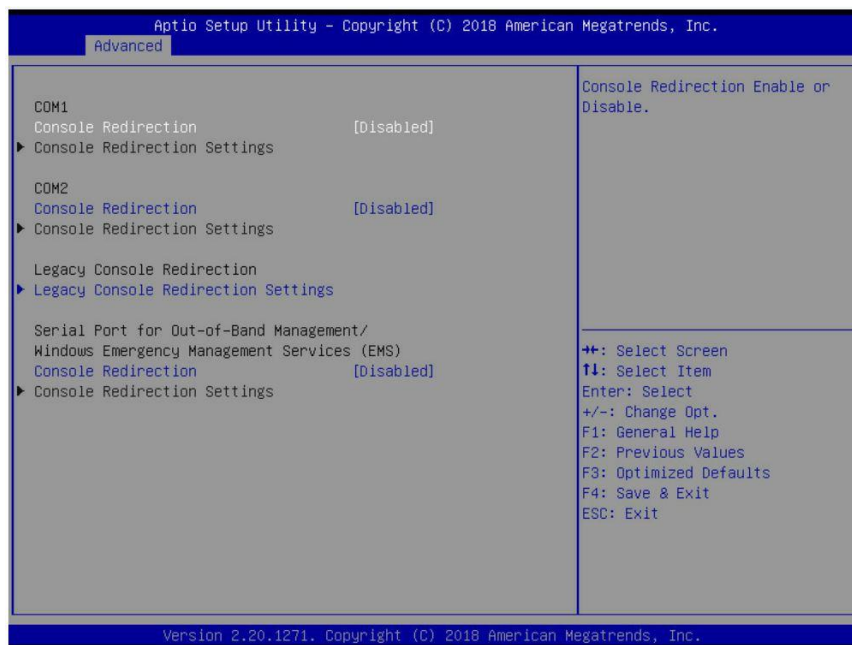 Aptio Setup Utility – Copyright (C) 2018 American Megatrends, Inc.
Advanced
COM1
Console Redirection [Disabled]
Console Redirection Settings
COM2
Console Redirection [Disabled]
Console Redirection Settings
Legacy Console Redirection
Legacy Console Redirection Settings
Serial Port for Out-of-Band Management/
Windows Emergency Management Services (EMS)
Console Redirection [Disabled]
Console Redirection Settings
Console Redirection Enable or
Disable.
→←: Select Screen
↑↓: Select Item
Enter: Select
+/-: Change Opt.
F1: General Help
F2: Previous Values
F3: Optimized Defaults
F4: Save & Exit
ESC: Exit
Version 2.20.1271. Copyright (C) 2018 American Megatrends, Inc.